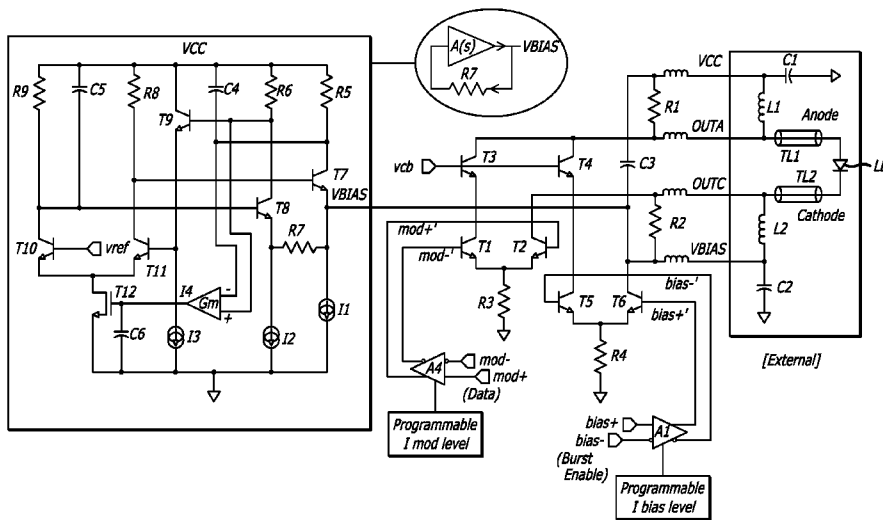 VCC
R9
C5
R8
C4
R6
R5
T9
T7
VBIAS
T8
R7
T10
vref
T11
T12
I4
Gm
-
+
C6
I3
I2
I1
A(s)
VBIAS
R7
vcb
T3
T4
R1
C3
VCC
OUTA
OUTC
R2
VBIAS
mod+'
mod-'
T1
T2
R3
T5
T6
bias-'
bias+'
R4
A4
mod-
mod+
(Data)
Programmable
I mod level
bias+
bias-
(Burst
Enable)
A1
Programmable
I bias level
C1
L1
Anode
TL1
TL2
Cathode
L2
C2
[External]